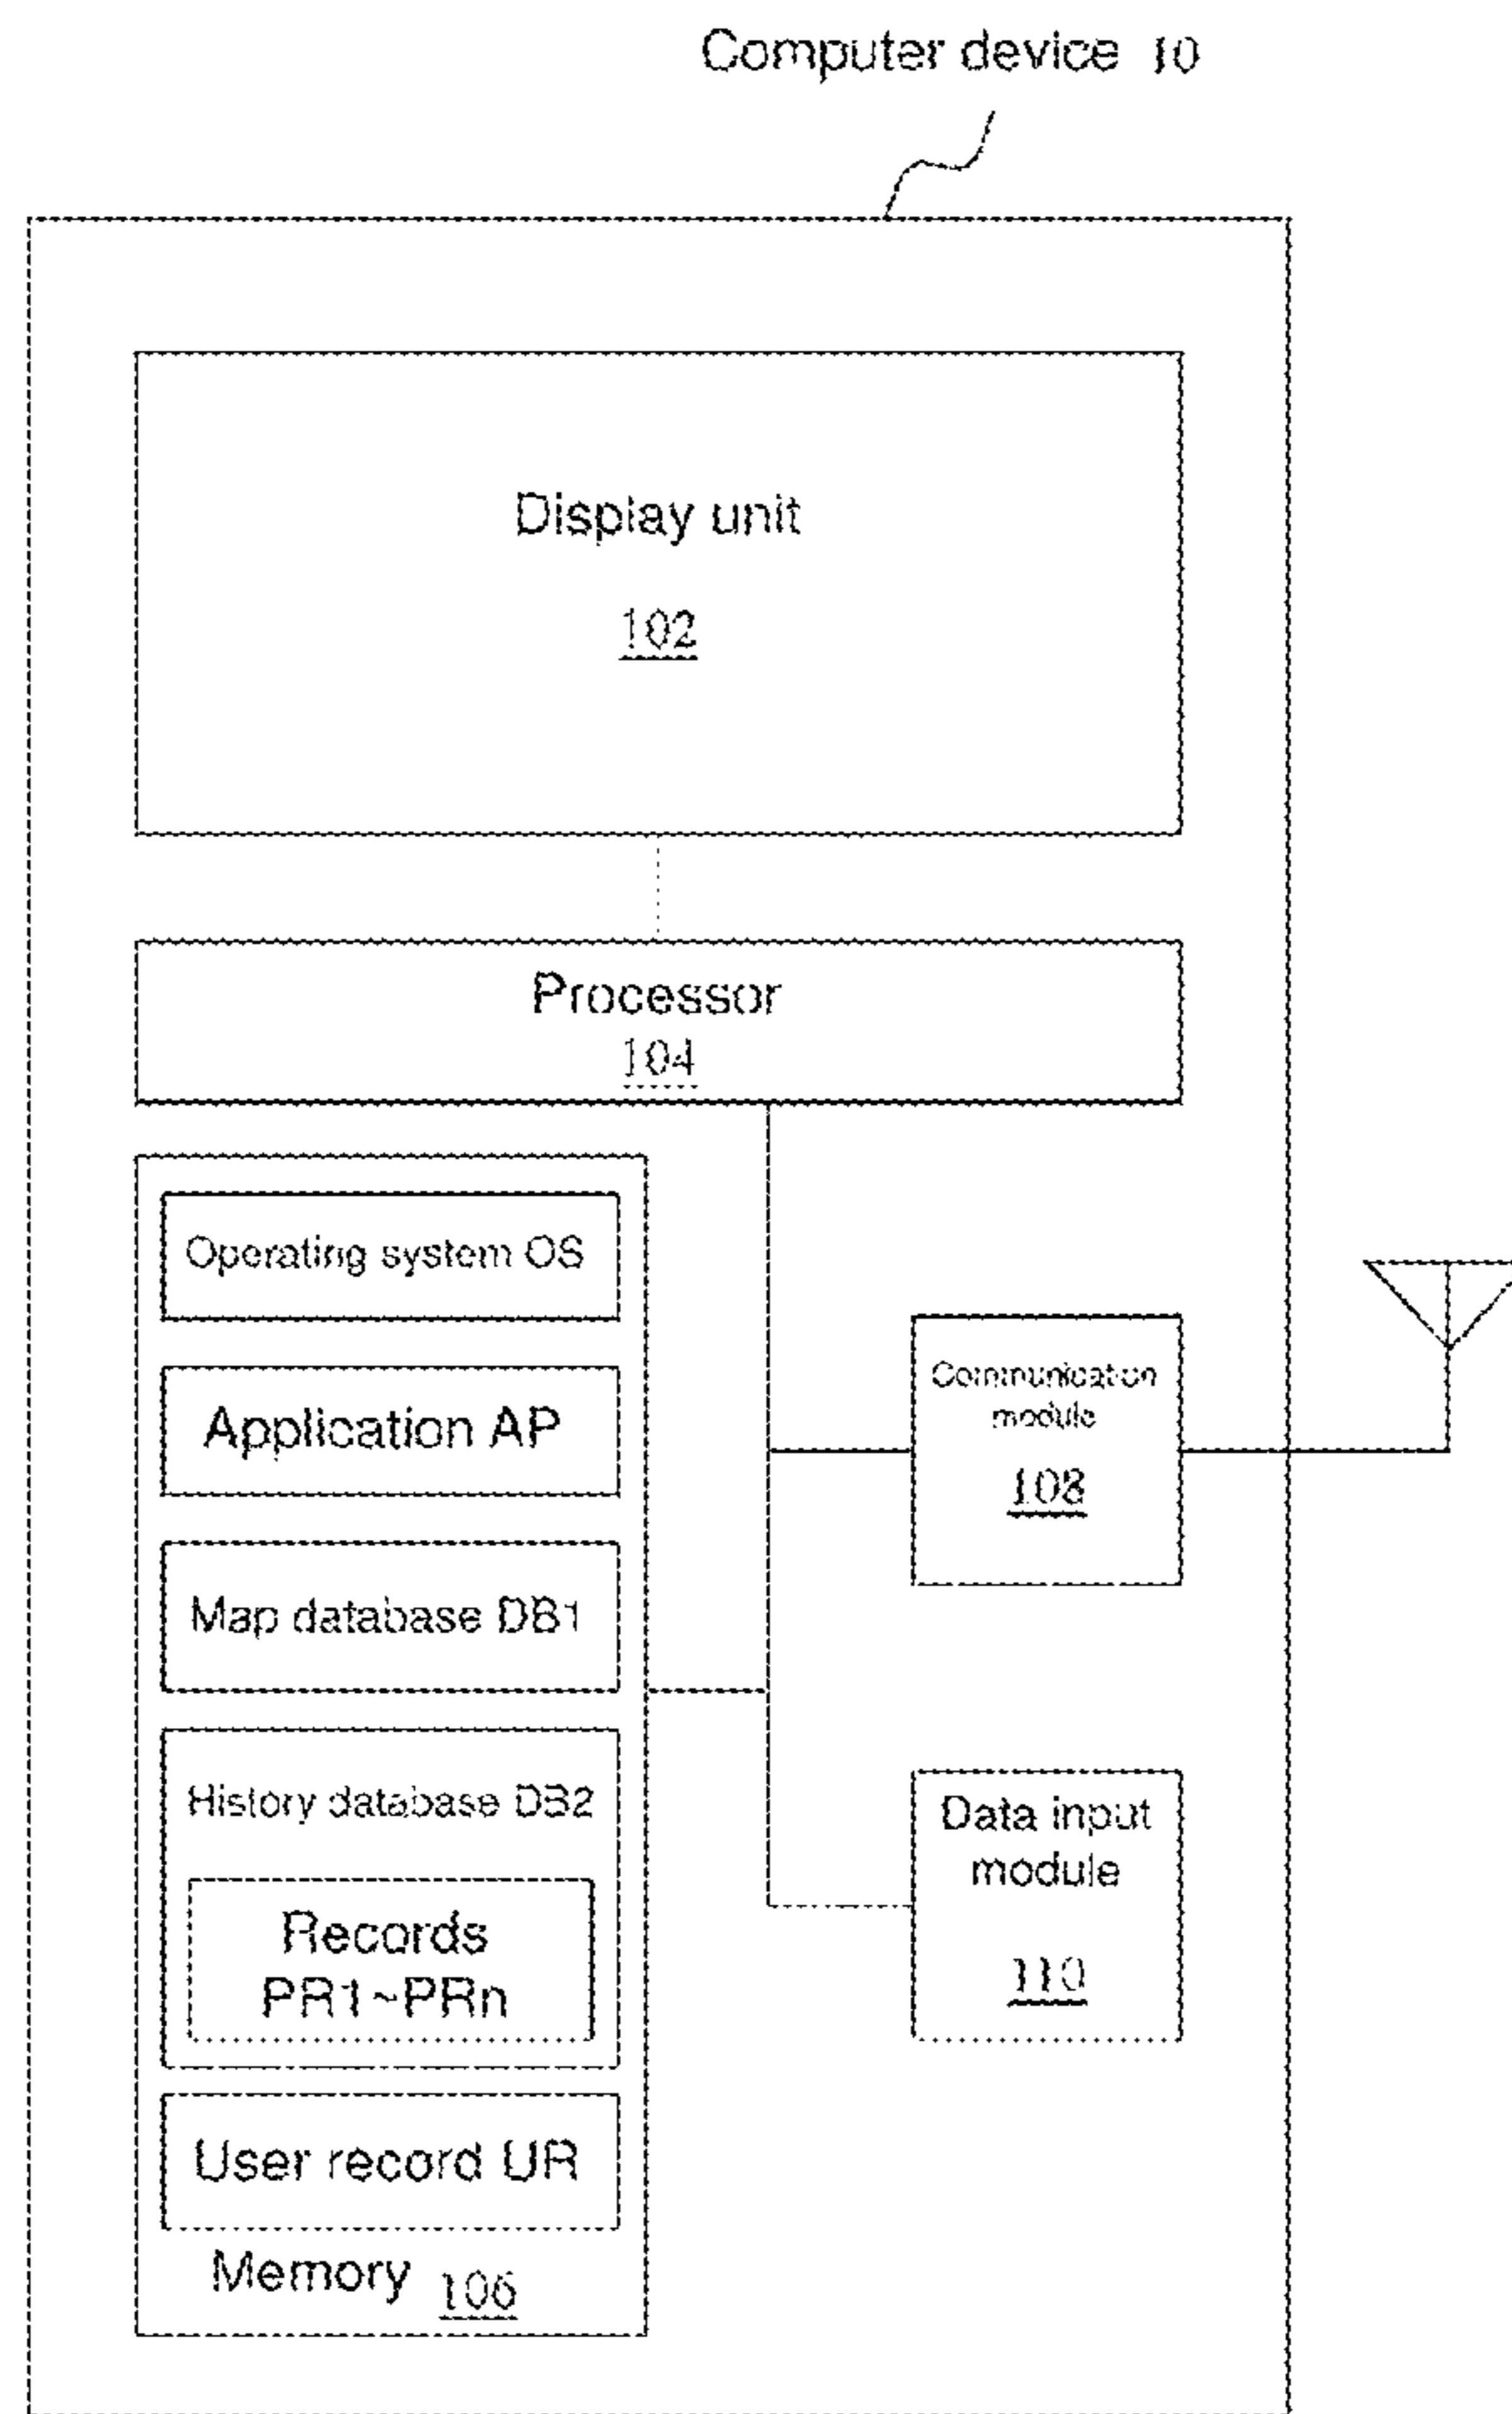 Computer device 10
Display unit
102
Processor
104
Operating system OS
Application AP
Map database DB1
History database DB2
Records
PR1~PRn
User record UR
Memory 106
Communication
module
108
Data input
module
110